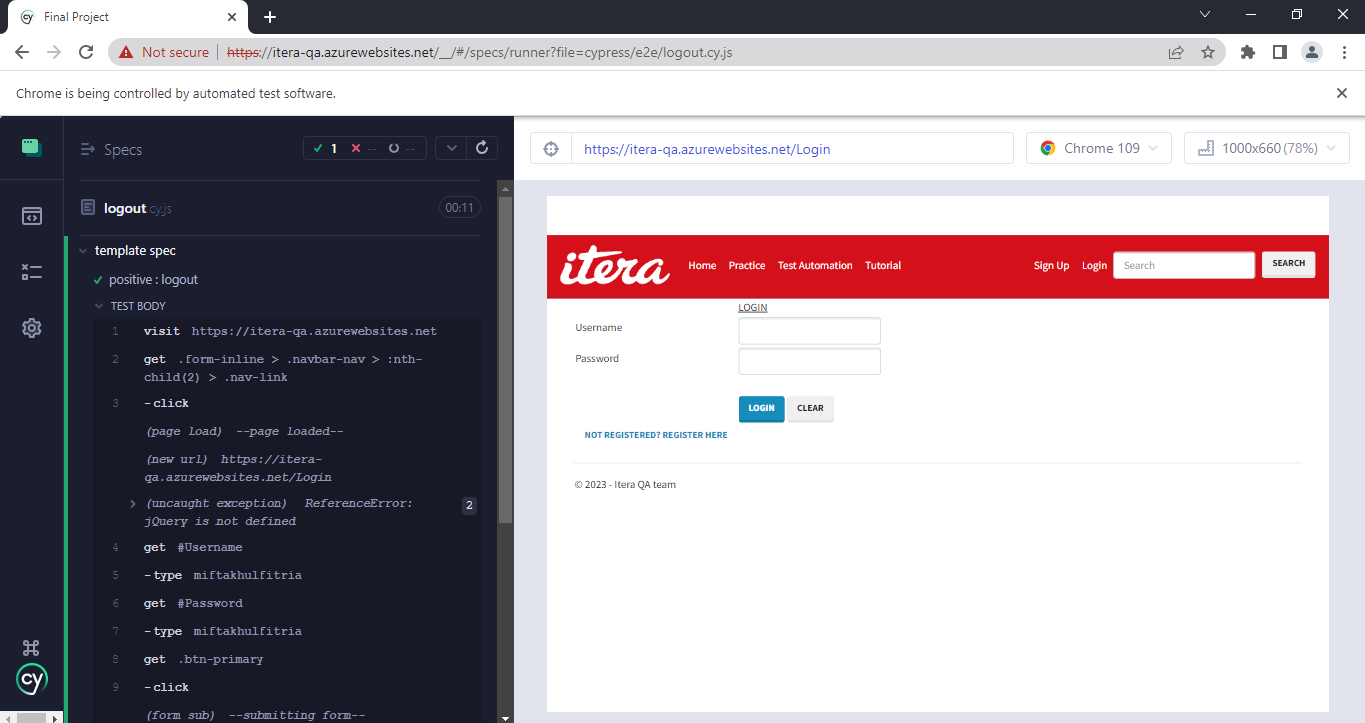 Final Project
Not secure https://itera-qa.azurewebsites.net/__/#/specs/runner?file=cypress/e2e/logout.cy.js
Chrome is being controlled by automated test software.
Specs
1 -- --
https://itera-qa.azurewebsites.net/Login
Chrome 109
1000x660 (78%)
logout.cy.js
00:11
template spec
positive : logout
TEST BODY
1 visit https://itera-qa.azurewebsites.net
2 get .form-inline > .navbar-nav > :nth-
child(2) > .nav-link
3 -click
(page load) --page loaded--
(new url) https://itera-
qa.azurewebsites.net/Login
(uncaught exception) ReferenceError:
jQuery is not defined
2
4 get #Username
5 -type miftakhulfitria
6 get #Password
7 -type miftakhulfitria
8 get .btn-primary
9 -click
(form sub) --submitting form--
cy
itera Home Practice Test Automation Tutorial Sign Up Login Search SEARCH
LOGIN
Username
Password
LOGIN CLEAR
NOT REGISTERED? REGISTER HERE
© 2023 - Itera QA team